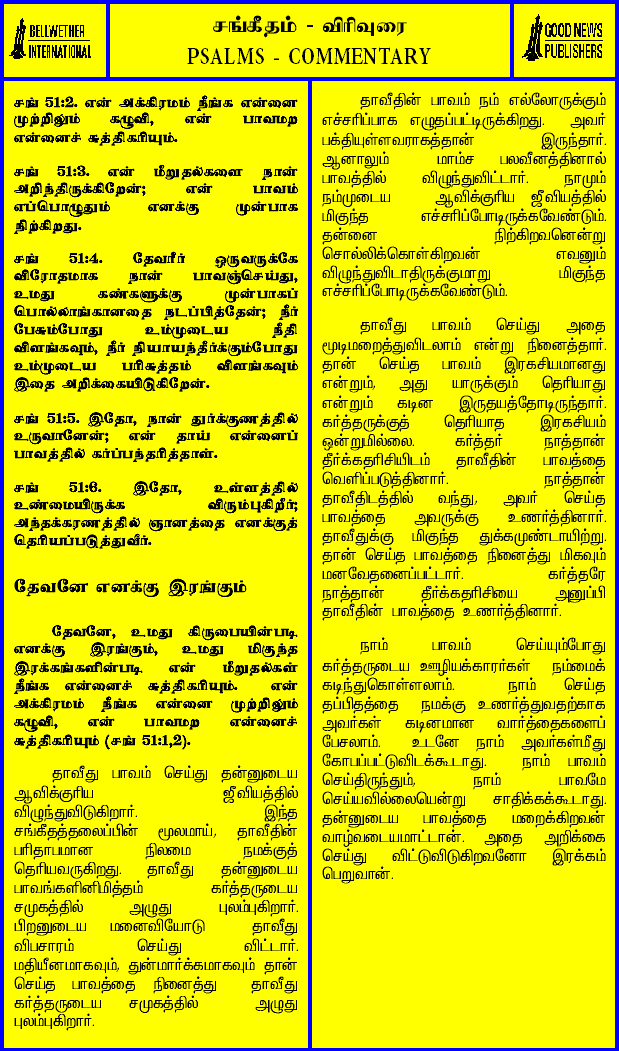 BELLWETHER
INTERNATIONAL
சங்கீதம் - விரிவுரை
PSALMS - COMMENTARY
GOOD NEWS
PUBLISHERS
சங் 51:2. என் அக்கிரமம் நீங்க என்னை
முற்றிலும் கழுவி, என் பாவமற
என்னைச் சுத்திகரியும்.
சங் 51:3. என் மீறுதல்களை நான்
அறிந்திருக்கிறேன்; என் பாவம்
எப்பொழுதும் எனக்கு முன்பாக
நிற்கிறது.
சங் 51:4. தேவரீர் ஒருவருக்கே
விரோதமாக நான் பாவஞ்செய்து,
உமது கண்களுக்கு முன்பாகப்
பொல்லாங்கானதை நடப்பித்தேன்; நீர்
பேசும்போது உம்முடைய நீதி
விளங்கவும், நீர் நியாயந்தீர்க்கும்போது
உம்முடைய பரிசுத்தம் விளங்கவும்
இதை அறிக்கையிடுகிறேன்.
சங் 51:5. இதோ, நான் துர்க்குணத்தில்
உருவானேன்; என் தாய் என்னைப்
பாவத்தில் கர்ப்பந்தரித்தாள்.
சங் 51:6. இதோ, உள்ளத்தில்
உண்மையிருக்க விரும்புகிறீர்;
அந்தக்கரணத்தில் ஞானத்தை எனக்குத்
தெரியப்படுத்துவீர்.
தேவனே எனக்கு இரங்கும்
தேவனே, உமது கிருபையின்படி
எனக்கு இரங்கும், உமது மிகுந்த
இரக்கங்களின்படி என் மீறுதல்கள்
நீங்க என்னைச் சுத்திகரியும். என்
அக்கிரமம் நீங்க என்னை முற்றிலும்
கழுவி, என் பாவமற என்னைச்
சுத்திகரியும் (சங் 51:1,2).
தாவீது பாவம் செய்து தன்னுடைய
ஆவிக்குரிய ஜீவியத்தில்
விழுந்துவிடுகிறார். இந்த
சங்கீதத்தலைப்பின் மூலமாய், தாவீதின்
பரிதாபமான நிலமை நமக்குத்
தெரியவருகிறது. தாவீது தன்னுடைய
பாவங்களினிமித்தம் கர்த்தருடைய
சமுகத்தில் அழுது புலம்புகிறார்.
பிறனுடைய மனைவியோடு தாவீது
விபசாரம் செய்து விட்டார்.
மதியீனமாகவும், துன்மார்க்கமாகவும் தான்
செய்த பாவத்தை நினைத்து தாவீது
கர்த்தருடைய சமுகத்தில் அழுது
புலம்புகிறார்.
தாவீதின் பாவம் நம் எல்லோருக்கும்
எச்சரிப்பாக எழுதப்பட்டிருக்கிறது. அவர்
பக்தியுள்ளவராகத்தான் இருந்தார்.
ஆனாலும் மாம்ச பலவீனத்தினால்
பாவத்தில் விழுந்துவிட்டார். நாமும்
நம்முடைய ஆவிக்குரிய ஜீவியத்தில்
மிகுந்த எச்சரிப்போடிருக்கவேண்டும்.
தன்னை நிற்கிறவனென்று
சொல்லிக்கொள்கிறவன் எவனும்
விழுந்துவிடாதிருக்குமாறு மிகுந்த
எச்சரிப்போடிருக்கவேண்டும்.
தாவீது பாவம் செய்து அதை
மூடிமறைத்துவிடலாம் என்று நினைத்தார்.
தான் செய்த பாவம் இரகசியமானது
என்றும், அது யாருக்கும் தெரியாது
என்றும் கடின இருதயத்தோடிருந்தார்.
கர்த்தருக்குத் தெரியாத இரகசியம்
ஒன்றுமில்லை. கர்த்தர் நாத்தான்
தீர்க்கதரிசியிடம் தாவீதின் பாவத்தை
வெளிப்படுத்தினார். நாத்தான்
தாவீதிடத்தில் வந்து, அவர் செய்த
பாவத்தை அவருக்கு உணர்த்தினார்.
தாவீதுக்கு மிகுந்த துக்கமுண்டாயிற்று.
தான் செய்த பாவத்தை நினைத்து மிகவும்
மனவேதனைப்பட்டார். கர்த்தரே
நாத்தான் தீர்க்கதரிசியை அனுப்பி
தாவீதின் பாவத்தை உணர்த்தினார்.
நாம் பாவம் செய்யும்போது
கர்த்தருடைய ஊழியக்காரர்கள் நம்மைக்
கடிந்துகொள்ளலாம். நாம் செய்த
தப்பிதத்தை நமக்கு உணர்த்துவதற்காக
அவர்கள் கடினமான வார்த்தைகளைப்
பேசலாம். உடனே நாம் அவர்கள்மீது
கோபப்பட்டுவிடக்கூடாது. நாம் பாவம்
செய்திருந்தும், நாம் பாவமே
செய்யவில்லையென்று சாதிக்கக்கூடாது.
தன்னுடைய பாவத்தை மறைக்கிறவன்
வாழ்வடையமாட்டான். அதை அறிக்கை
செய்து விட்டுவிடுகிறவனோ இரக்கம்
பெறுவான்.